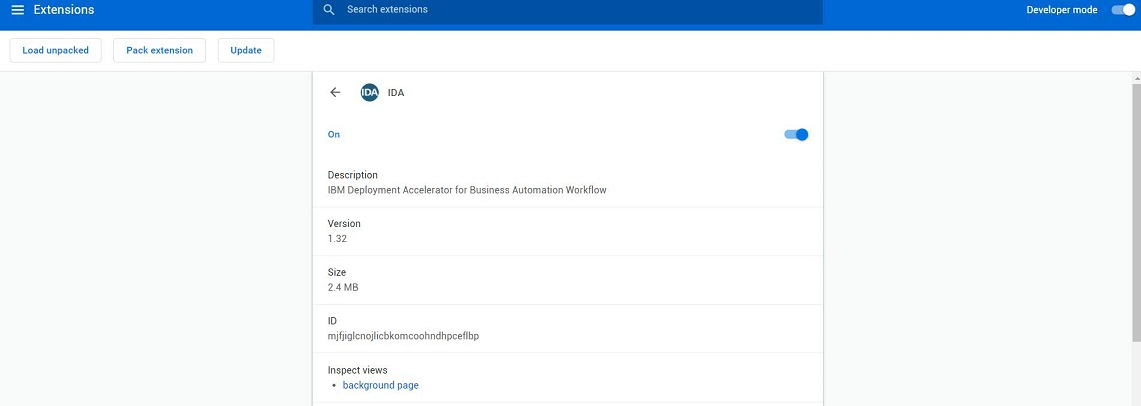 Extensions
Search extensions
Developer mode
Load unpacked
Pack extension
Update
IDA
IDA
On
Description
IBM Deployment Accelerator for Business Automation Workflow
Version
1.32
Size
2.4 MB
ID
mjfjiglcnojlicbkomcoohndhpceflbp
Inspect views
• background page